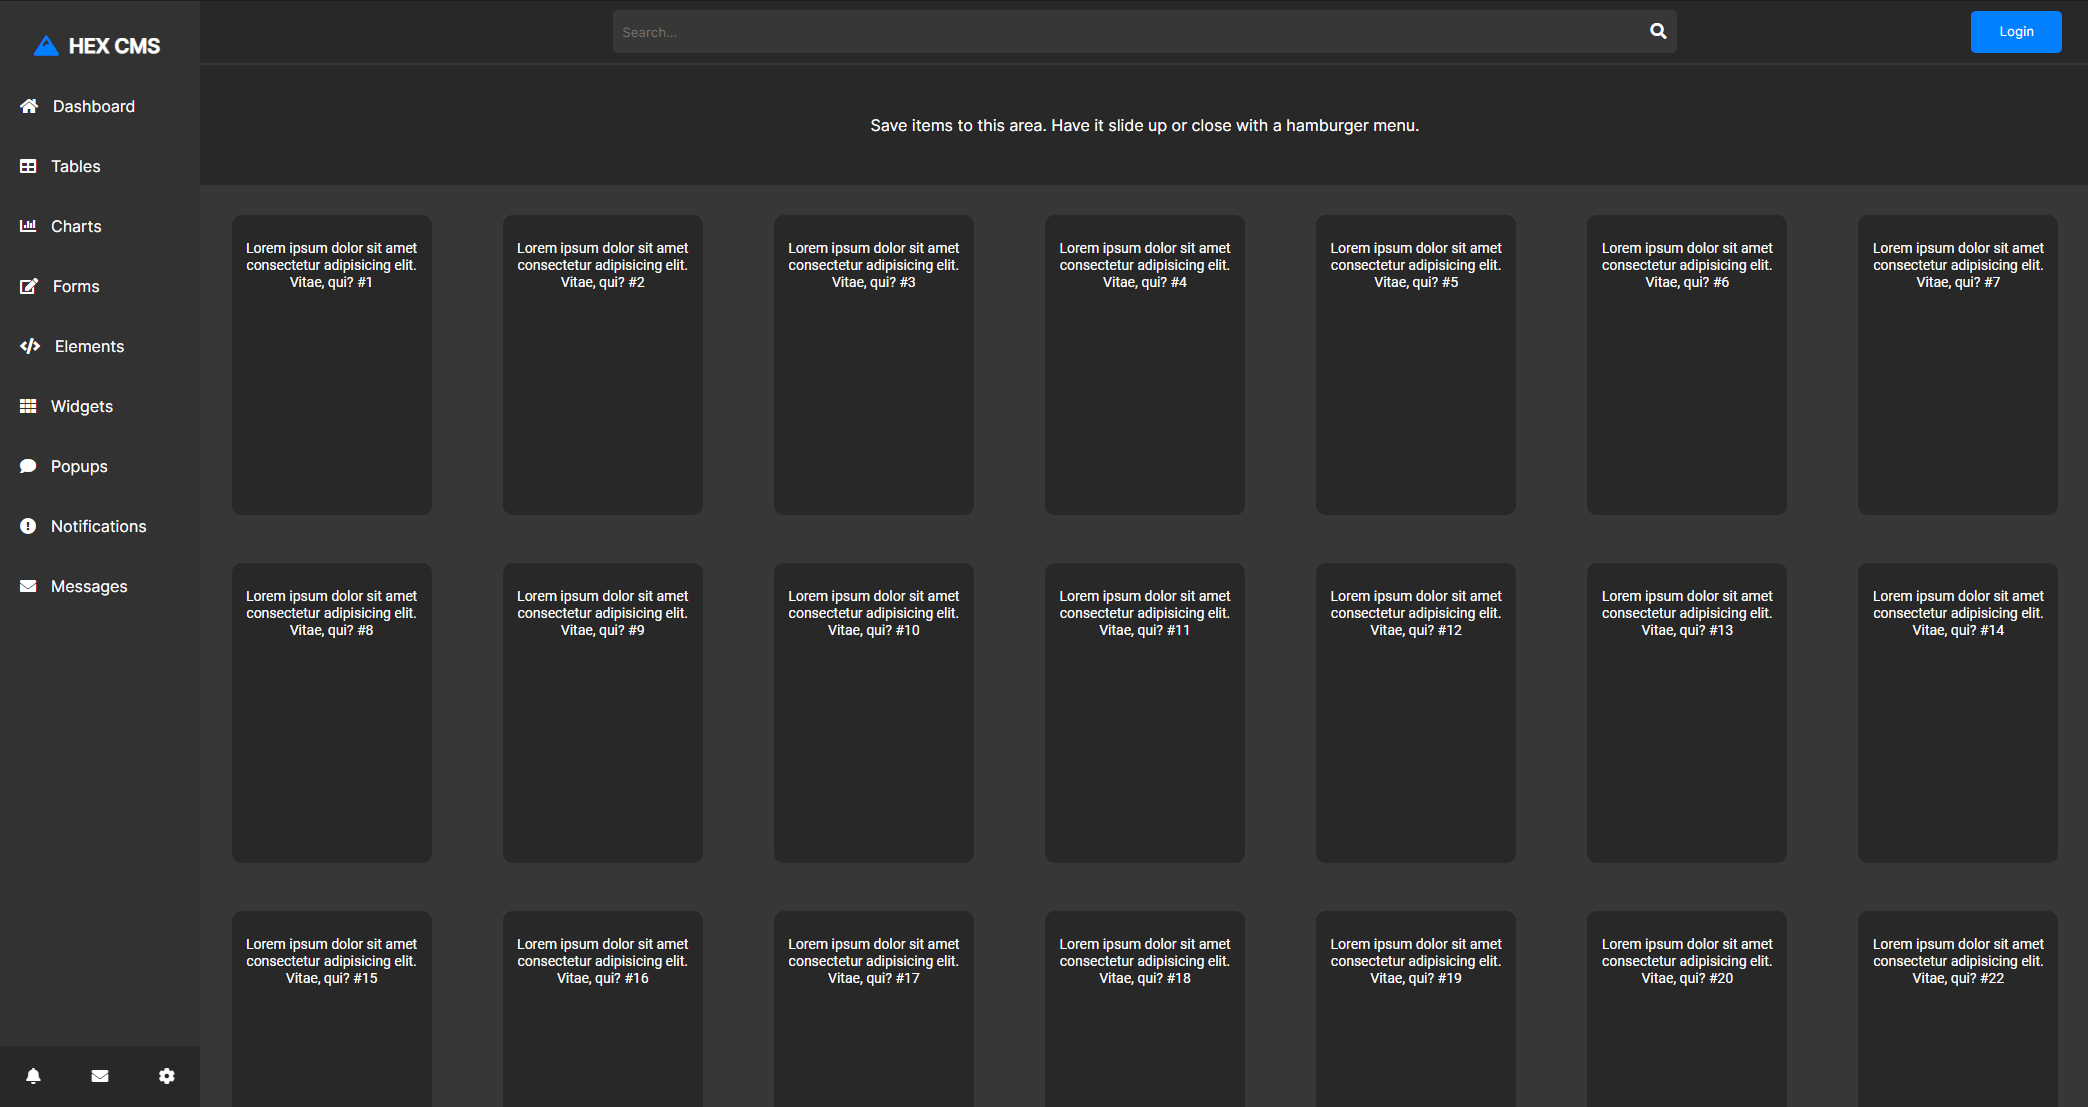 HEX CMS
Search...
Login
Dashboard
Tables
Charts
Forms
Elements
Widgets
Popups
Notifications
Messages
Save items to this area. Have it slide up or close with a hamburger menu.
Lorem ipsum dolor sit amet
consectetur adipisicing elit.
Vitae, qui? #1
Lorem ipsum dolor sit amet
consectetur adipisicing elit.
Vitae, qui? #2
Lorem ipsum dolor sit amet
consectetur adipisicing elit.
Vitae, qui? #3
Lorem ipsum dolor sit amet
consectetur adipisicing elit.
Vitae, qui? #4
Lorem ipsum dolor sit amet
consectetur adipisicing elit.
Vitae, qui? #5
Lorem ipsum dolor sit amet
consectetur adipisicing elit.
Vitae, qui? #6
Lorem ipsum dolor sit amet
consectetur adipisicing elit.
Vitae, qui? #7
Lorem ipsum dolor sit amet
consectetur adipisicing elit.
Vitae, qui? #8
Lorem ipsum dolor sit amet
consectetur adipisicing elit.
Vitae, qui? #9
Lorem ipsum dolor sit amet
consectetur adipisicing elit.
Vitae, qui? #10
Lorem ipsum dolor sit amet
consectetur adipisicing elit.
Vitae, qui? #11
Lorem ipsum dolor sit amet
consectetur adipisicing elit.
Vitae, qui? #12
Lorem ipsum dolor sit amet
consectetur adipisicing elit.
Vitae, qui? #13
Lorem ipsum dolor sit amet
consectetur adipisicing elit.
Vitae, qui? #14
Lorem ipsum dolor sit amet
consectetur adipisicing elit.
Vitae, qui? #15
Lorem ipsum dolor sit amet
consectetur adipisicing elit.
Vitae, qui? #16
Lorem ipsum dolor sit amet
consectetur adipisicing elit.
Vitae, qui? #17
Lorem ipsum dolor sit amet
consectetur adipisicing elit.
Vitae, qui? #18
Lorem ipsum dolor sit amet
consectetur adipisicing elit.
Vitae, qui? #19
Lorem ipsum dolor sit amet
consectetur adipisicing elit.
Vitae, qui? #20
Lorem ipsum dolor sit amet
consectetur adipisicing elit.
Vitae, qui? #22